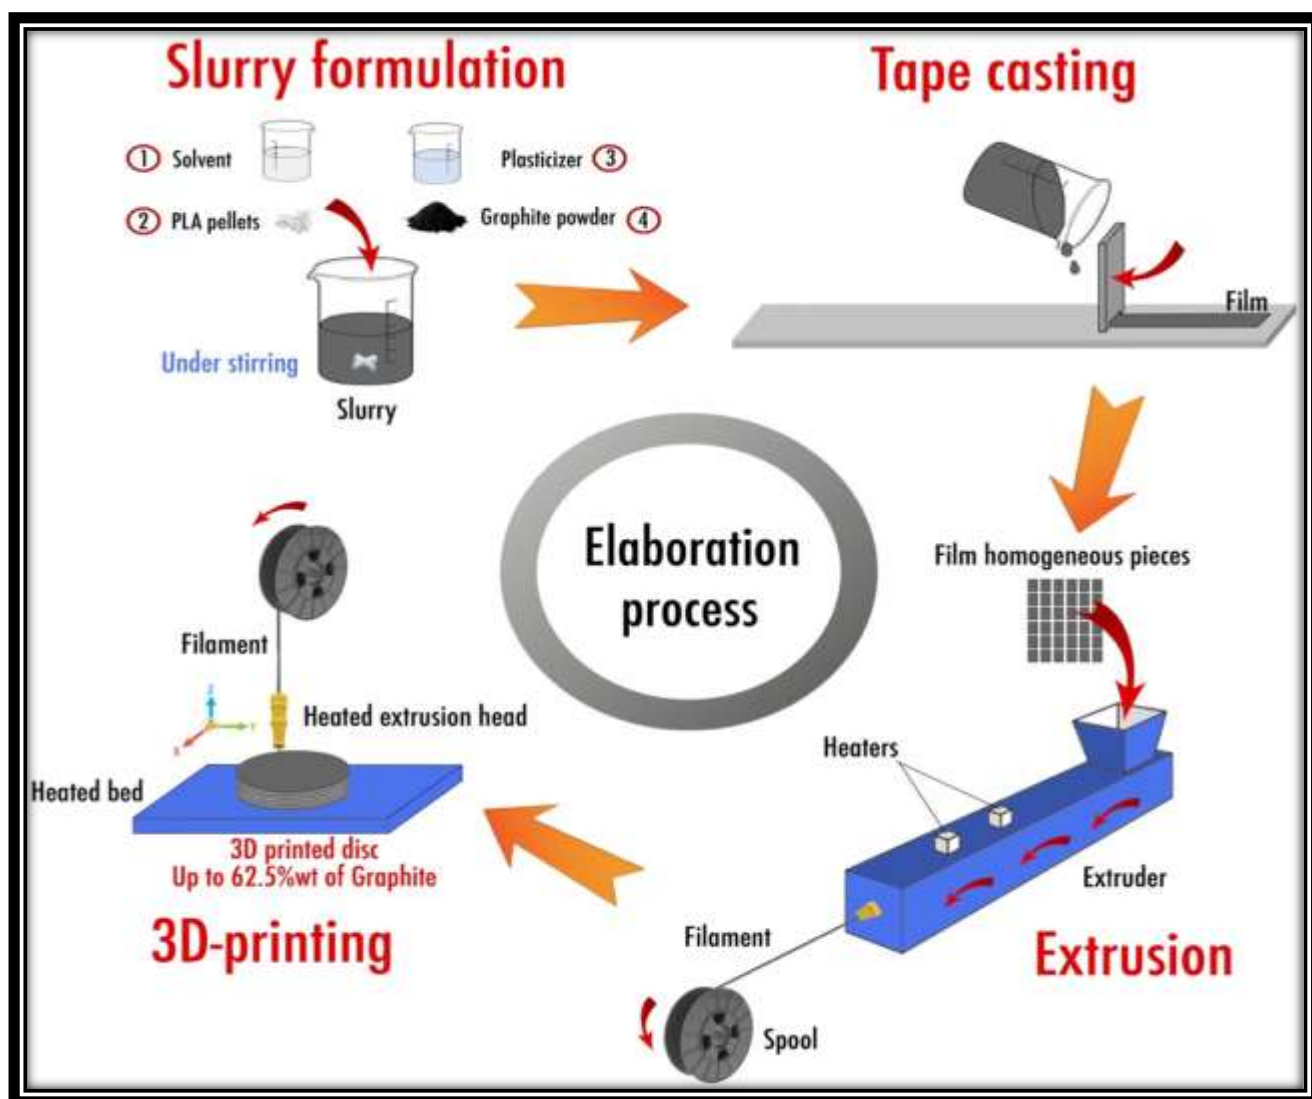 Slurry formulation
1 Solvent
Plasticizer 3
2 PLA pellets
Graphite powder 4
Under stirring
Slurry
Tape casting
Film
Elaboration
process
Film homogeneous pieces
Heaters
Extruder
Extrusion
Filament
Spool
Filament
Z
Y
X
Heated extrusion head
Heated bed
3D printed disc
Up to 62.5%wt of Graphite
3D-printing